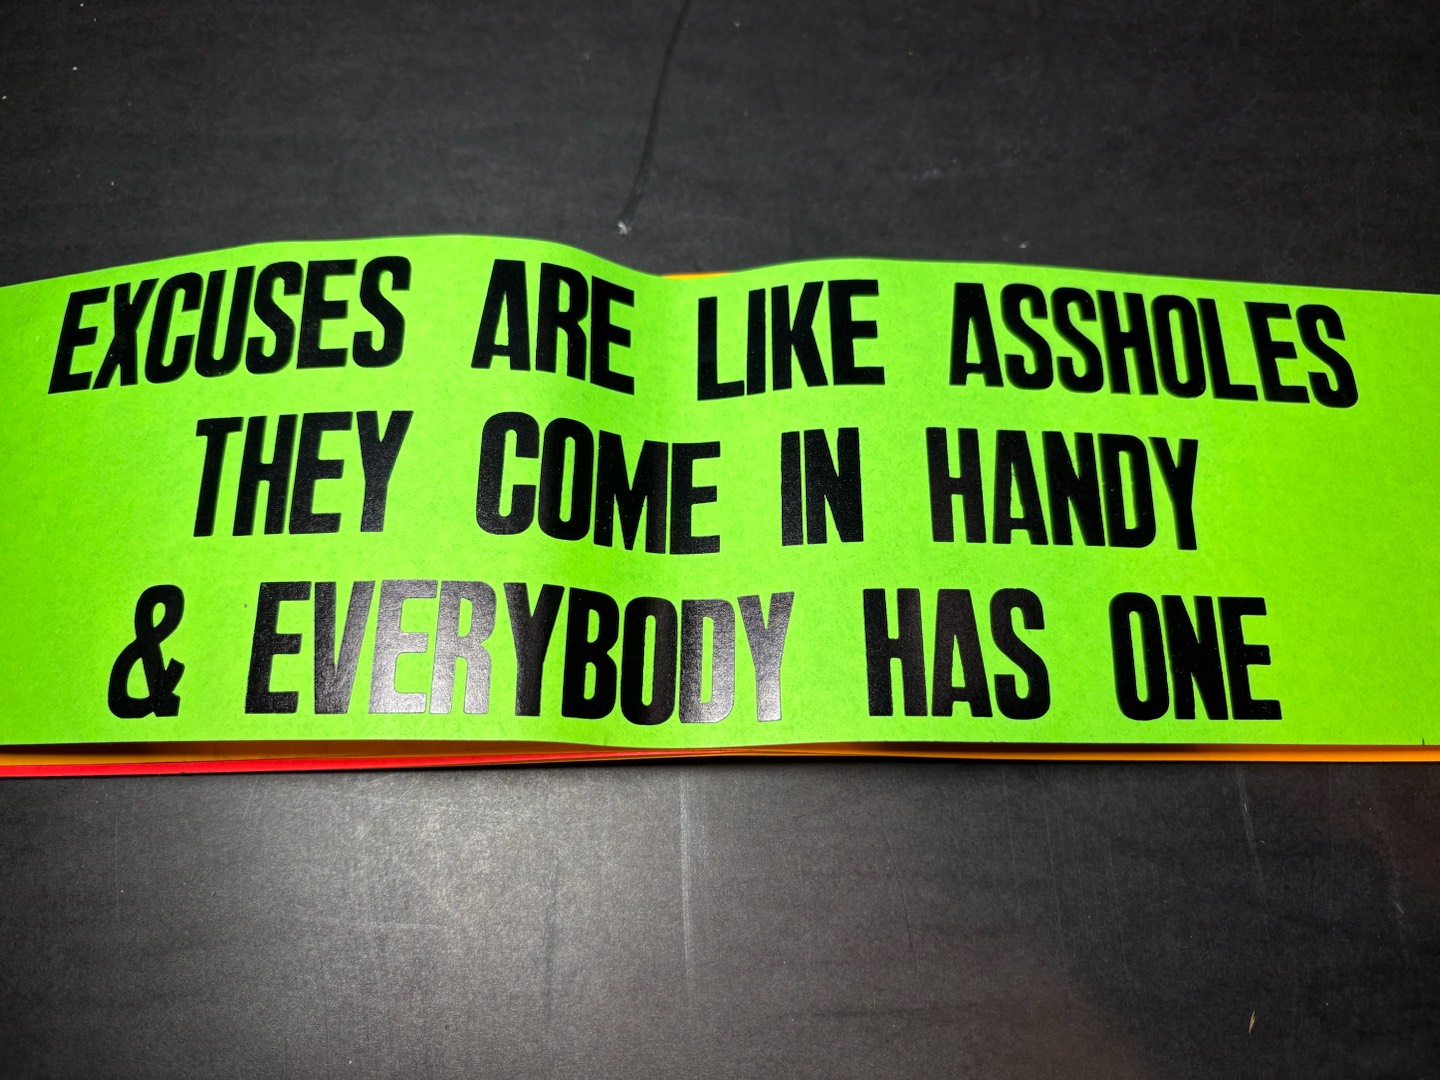 EXCUSES ARE LIKE ASSHOLES
THEY COME IN HANDY
& EVERYBODY HAS ONE